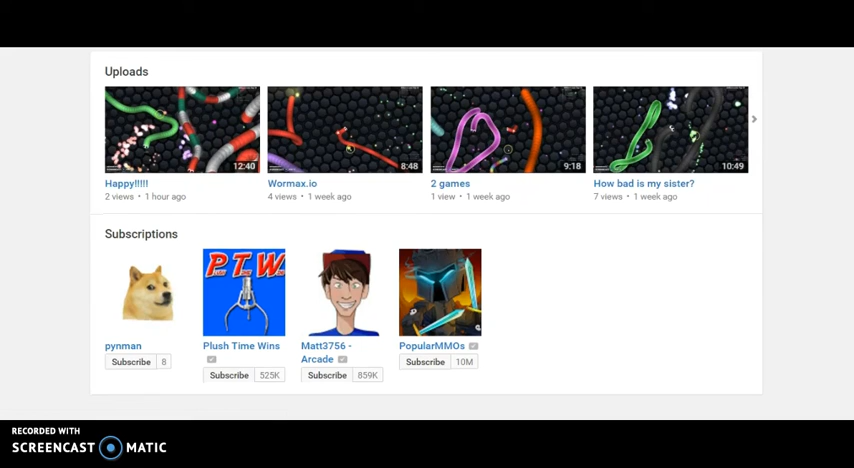 Uploads
12:40
8:48
9:18
10:49
Happy!!!!!
Wormax.io
2 games
How bad is my sister?
2 views • 1 hour ago
4 views • 1 week ago
1 view • 1 week ago
7 views • 1 week ago
Subscriptions
PTW
pynman
Plush Time Wins
Matt3756 -
Arcade
PopularMMOs
Subscribe 8
Subscribe 525K
Subscribe 859K
Subscribe 10M
RECORDED WITH
SCREENCAST MATIC